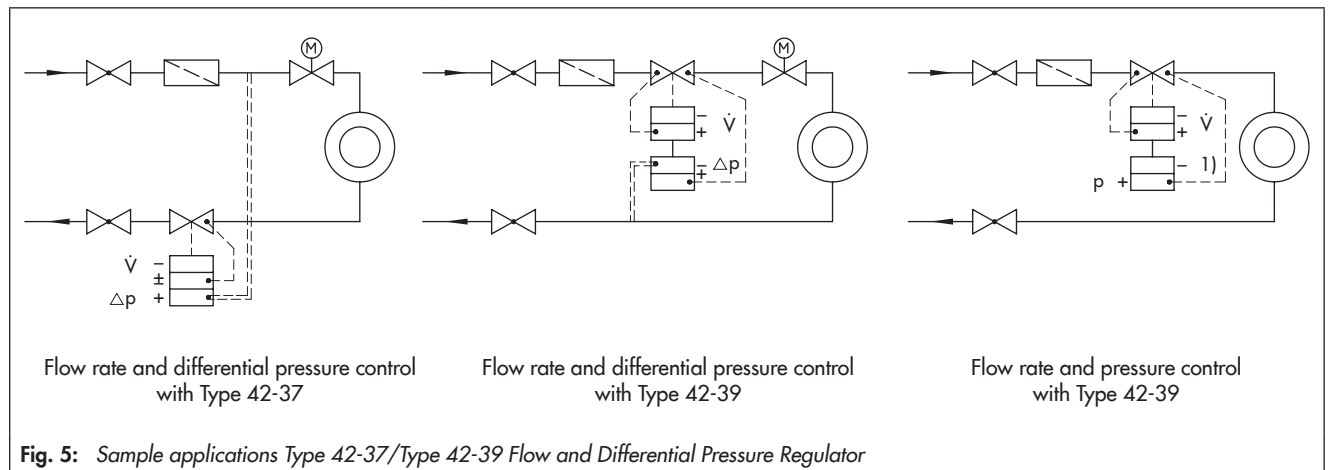 M
V̇ −
±
Δp +
Flow rate and differential pressure control
with Type 42-37
M
−
+ V̇
− Δp
+
Flow rate and differential pressure control
with Type 42-39
−
+ V̇
− 1)
p +
Flow rate and pressure control
with Type 42-39
Fig. 5: Sample applications Type 42-37/Type 42-39 Flow and Differential Pressure Regulator